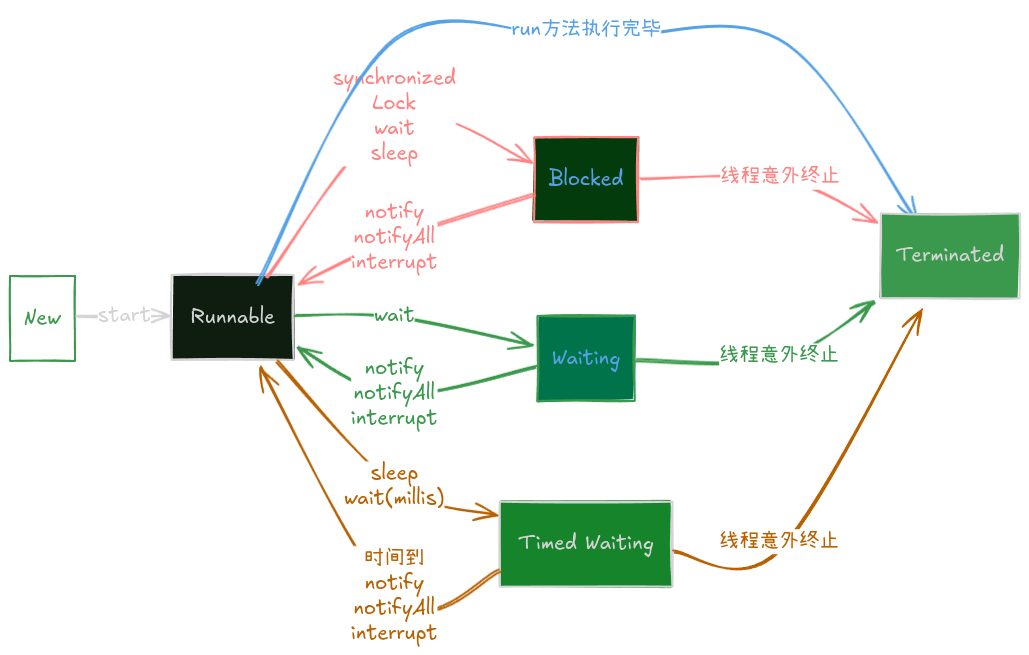 run方法执行完毕
synchronized
Lock
wait
sleep
Blocked
线程意外终止
notify
notifyAll
interrupt
Terminated
New
start
Runnable
wait
Waiting
线程意外终止
notify
notifyAll
interrupt
sleep
wait(millis)
Timed Waiting
线程意外终止
时间到
notify
notifyAll
interrupt